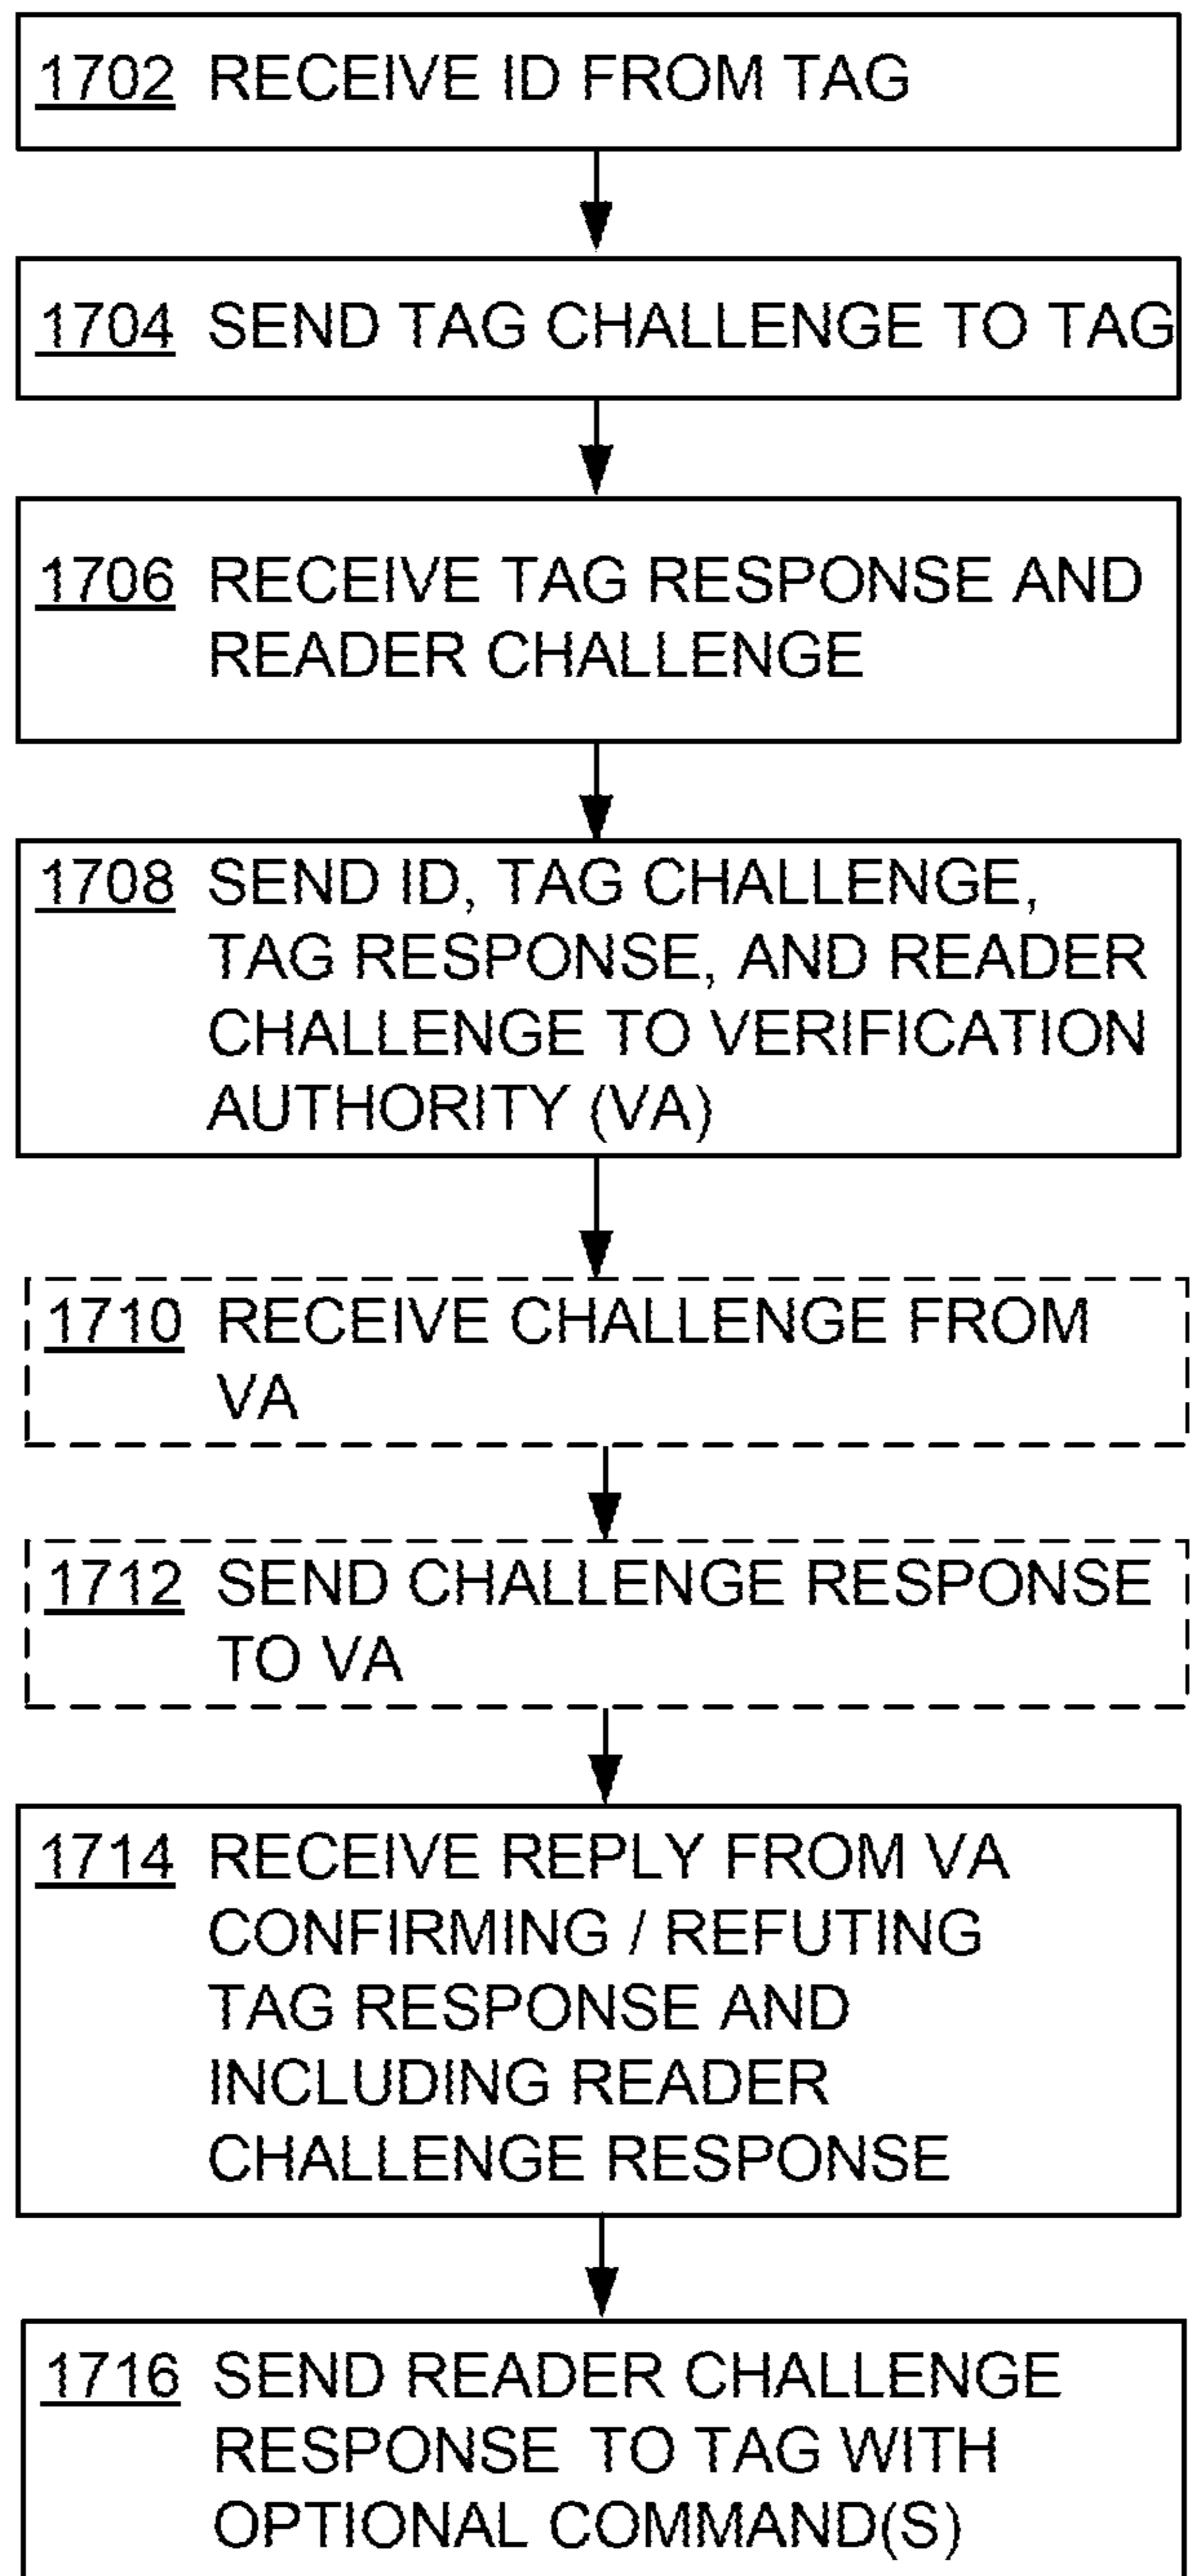 1702 RECEIVE ID FROM TAG
1704 SEND TAG CHALLENGE TO TAG
1706 RECEIVE TAG RESPONSE AND
READER CHALLENGE
1708 SEND ID, TAG CHALLENGE,
TAG RESPONSE, AND READER
CHALLENGE TO VERIFICATION
AUTHORITY (VA)
1710 RECEIVE CHALLENGE FROM
VA
1712 SEND CHALLENGE RESPONSE
TO VA
1714 RECEIVE REPLY FROM VA
CONFIRMING / REFUTING
TAG RESPONSE AND
INCLUDING READER
CHALLENGE RESPONSE
1716 SEND READER CHALLENGE
RESPONSE TO TAG WITH
OPTIONAL COMMAND(S)